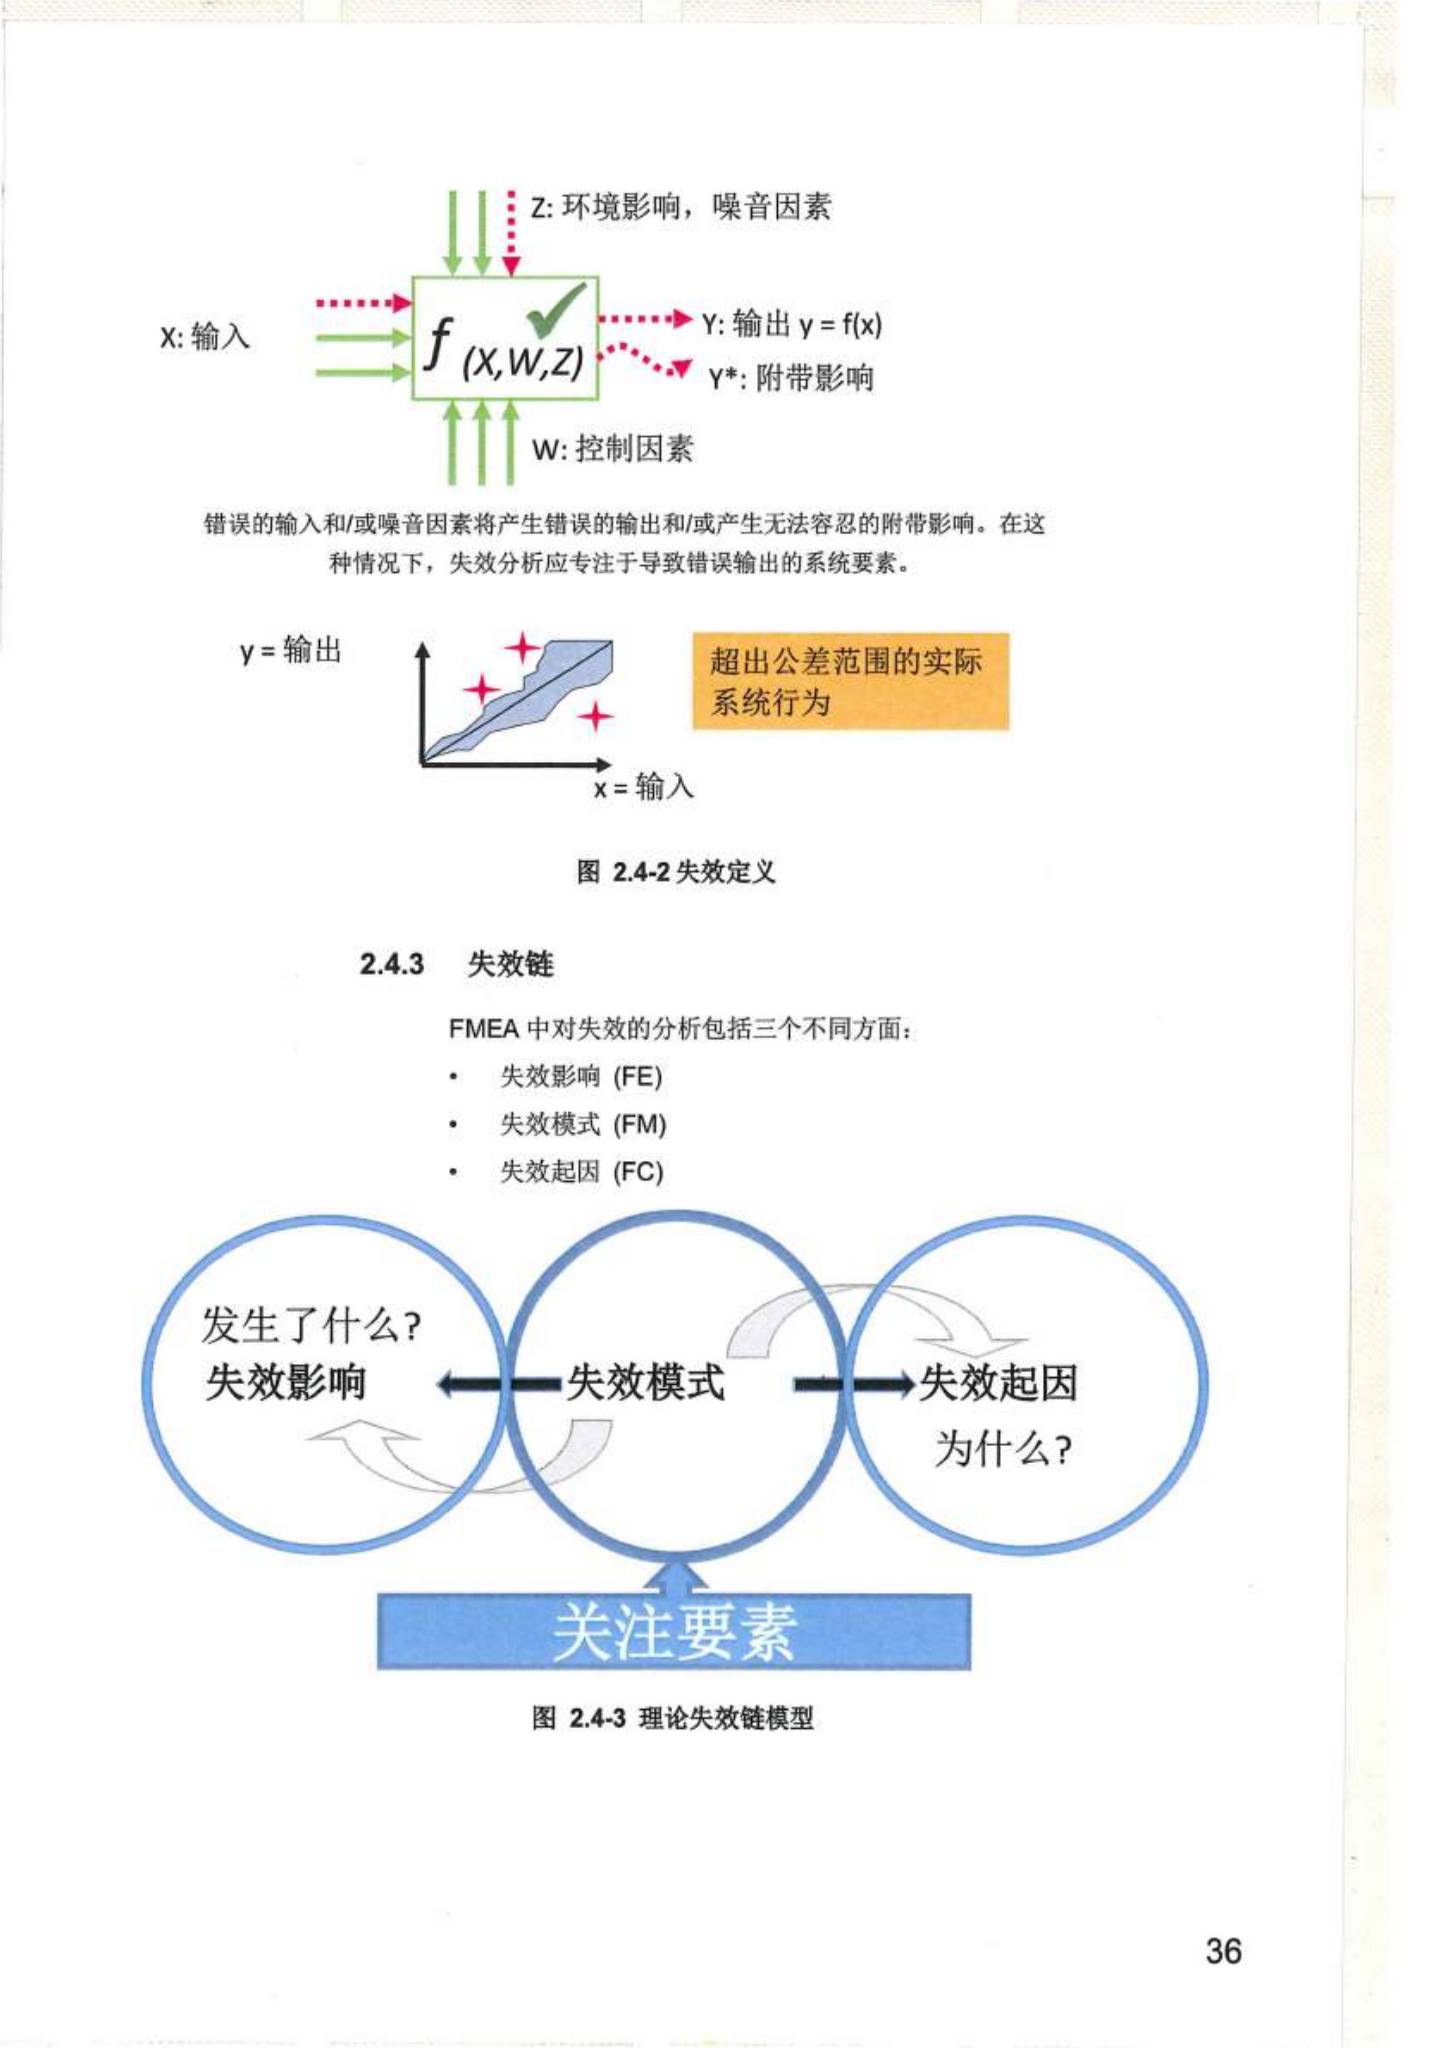 Z: 环境影响，噪音因素
X: 输入
f (X,W,Z)
Y: 输出 y = f(x)
Y*: 附带影响
W: 控制因素
错误的输入和/或噪音因素将产生错误的输出和/或产生无法容忍的附带影响。在这
种情况下，失效分析应专注于导致错误输出的系统要素。
y = 输出
超出公差范围的实际
系统行为
x = 输入
图 2.4-2 失效定义
2.4.3 失效链
FMEA 中对失效的分析包括三个不同方面：
• 失效影响 (FE)
• 失效模式 (FM)
• 失效起因 (FC)
发生了什么?
失效影响 失效模式 失效起因
为什么?
关注要素
图 2.4-3 理论失效链模型
36